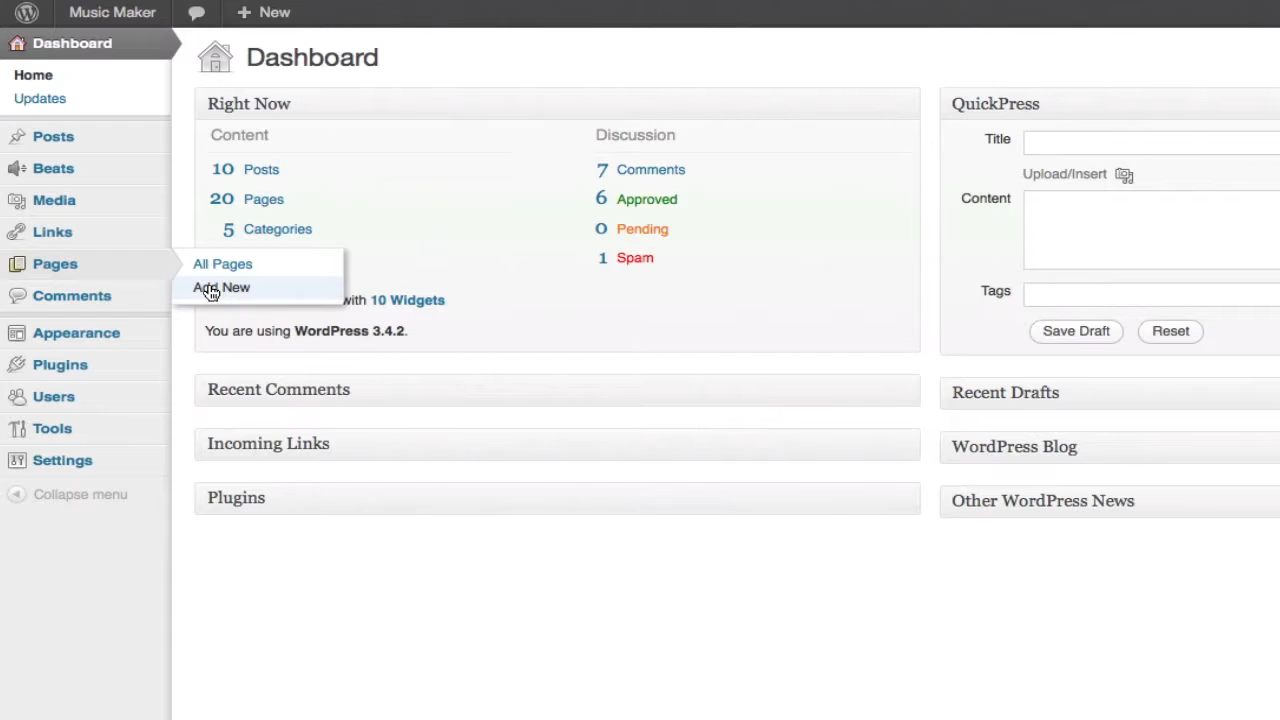 Music Maker
New
Dashboard
Home
Updates
Posts
Beats
Media
Links
Pages
Comments
Appearance
Plugins
Users
Tools
Settings
Collapse menu
All Pages
Add New
Dashboard
Right Now
Content
10 Posts
20 Pages
5 Categories
with 10 Widgets
You are using WordPress 3.4.2.
Discussion
7 Comments
6 Approved
0 Pending
1 Spam
Recent Comments
Incoming Links
Plugins
QuickPress
Title
Upload/Insert
Content
Tags
Save Draft
Reset
Recent Drafts
WordPress Blog
Other WordPress News